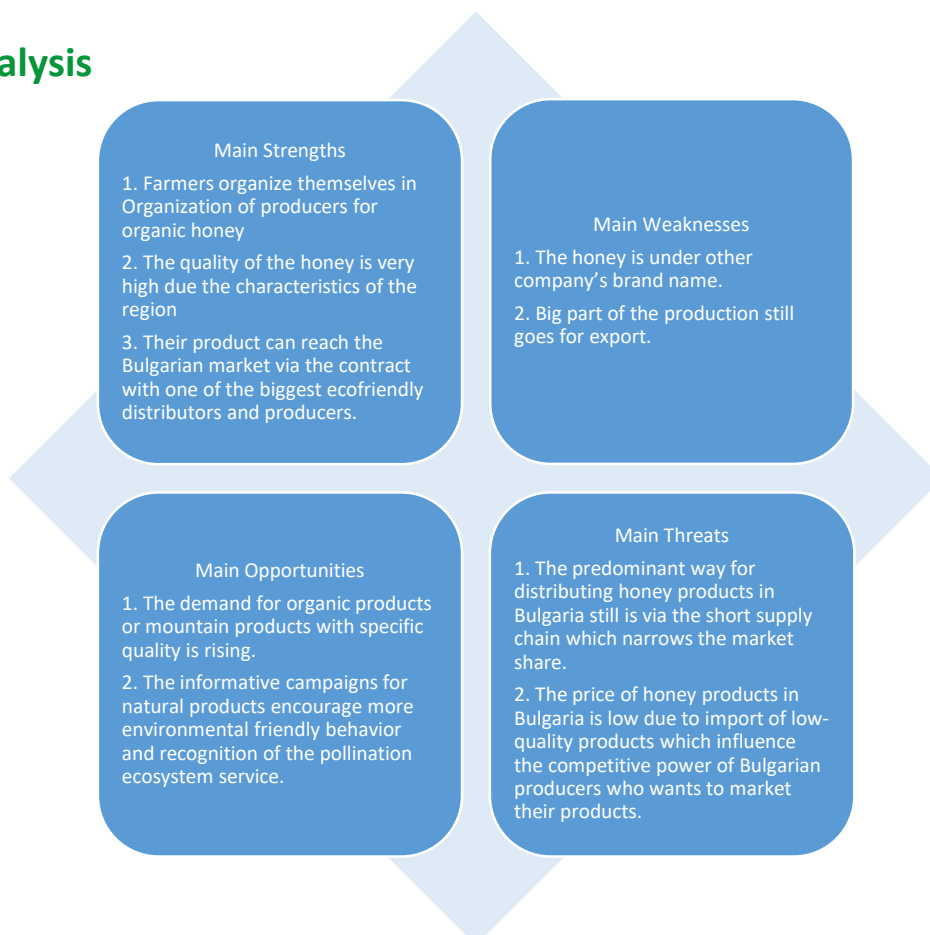 alysis
Main Strengths
1. Farmers organize themselves in
Organization of producers for
organic honey
2. The quality of the honey is very
high due the characteristics of the
region
3. Their product can reach the
Bulgarian market via the contract
with one of the biggest ecofriendly
distributors and producers.
Main Weaknesses
1. The honey is under other
company’s brand name.
2. Big part of the production still
goes for export.
Main Opportunities
1. The demand for organic products
or mountain products with specific
quality is rising.
2. The informative campaigns for
natural products encourage more
environmental friendly behavior
and recognition of the pollination
ecosystem service.
Main Threats
1. The predominant way for
distributing honey products in
Bulgaria still is via the short supply
chain which narrows the market
share.
2. The price of honey products in
Bulgaria is low due to import of low-
quality products which influence
the competitive power of Bulgarian
producers who wants to market
their products.